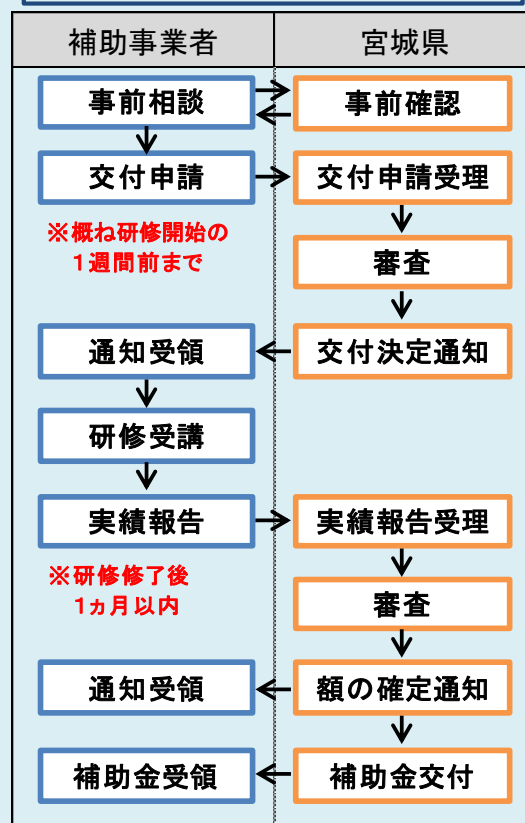 補助事業者
宮城県
事前相談
事前確認
交付申請
交付申請受理
※概ね研修開始の
1週間前まで
審査
通知受領
交付決定通知
研修受講
実績報告
実績報告受理
※研修修了後
1ヵ月以内
審査
通知受領
額の確定通知
補助金受領
補助金交付